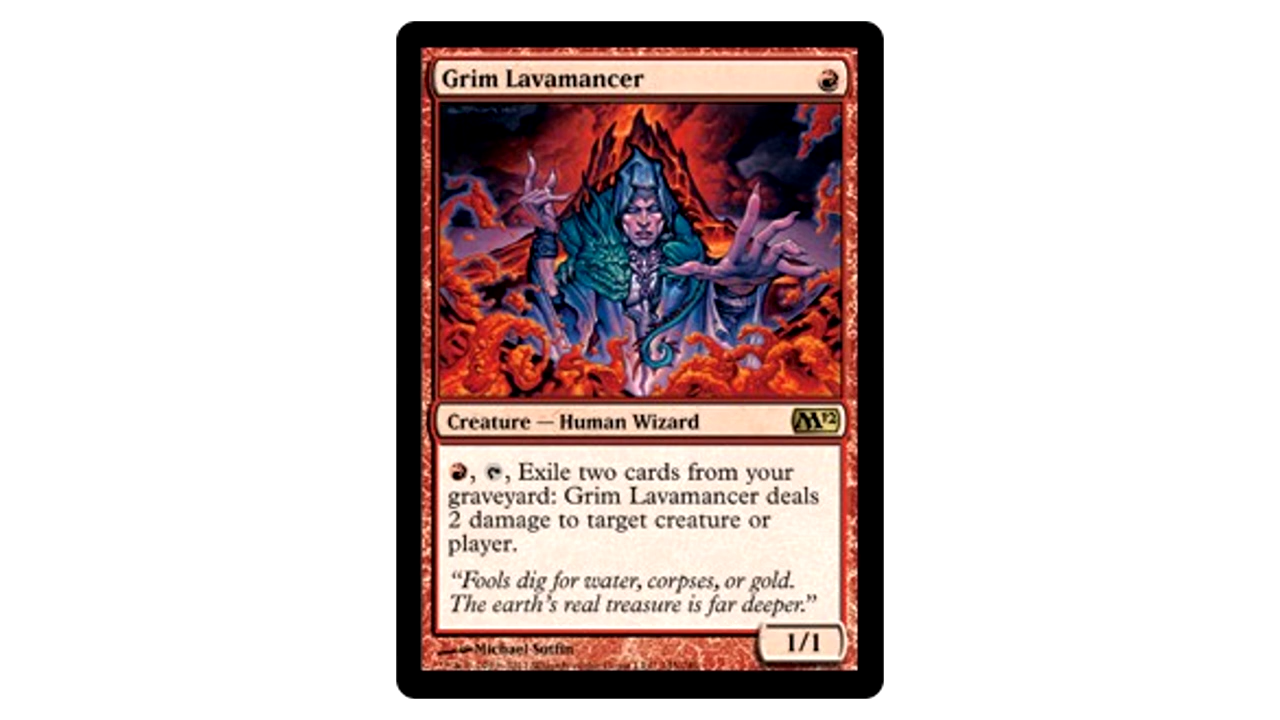 Grim Lavamancer
M12
Creature — Human Wizard
, , Exile two cards from your
graveyard: Grim Lavamancer deals
2 damage to target creature or
player.
“Fools dig for water, corpses, or gold.
The earth’s real treasure is far deeper.”
1/1
Michael Sutfin